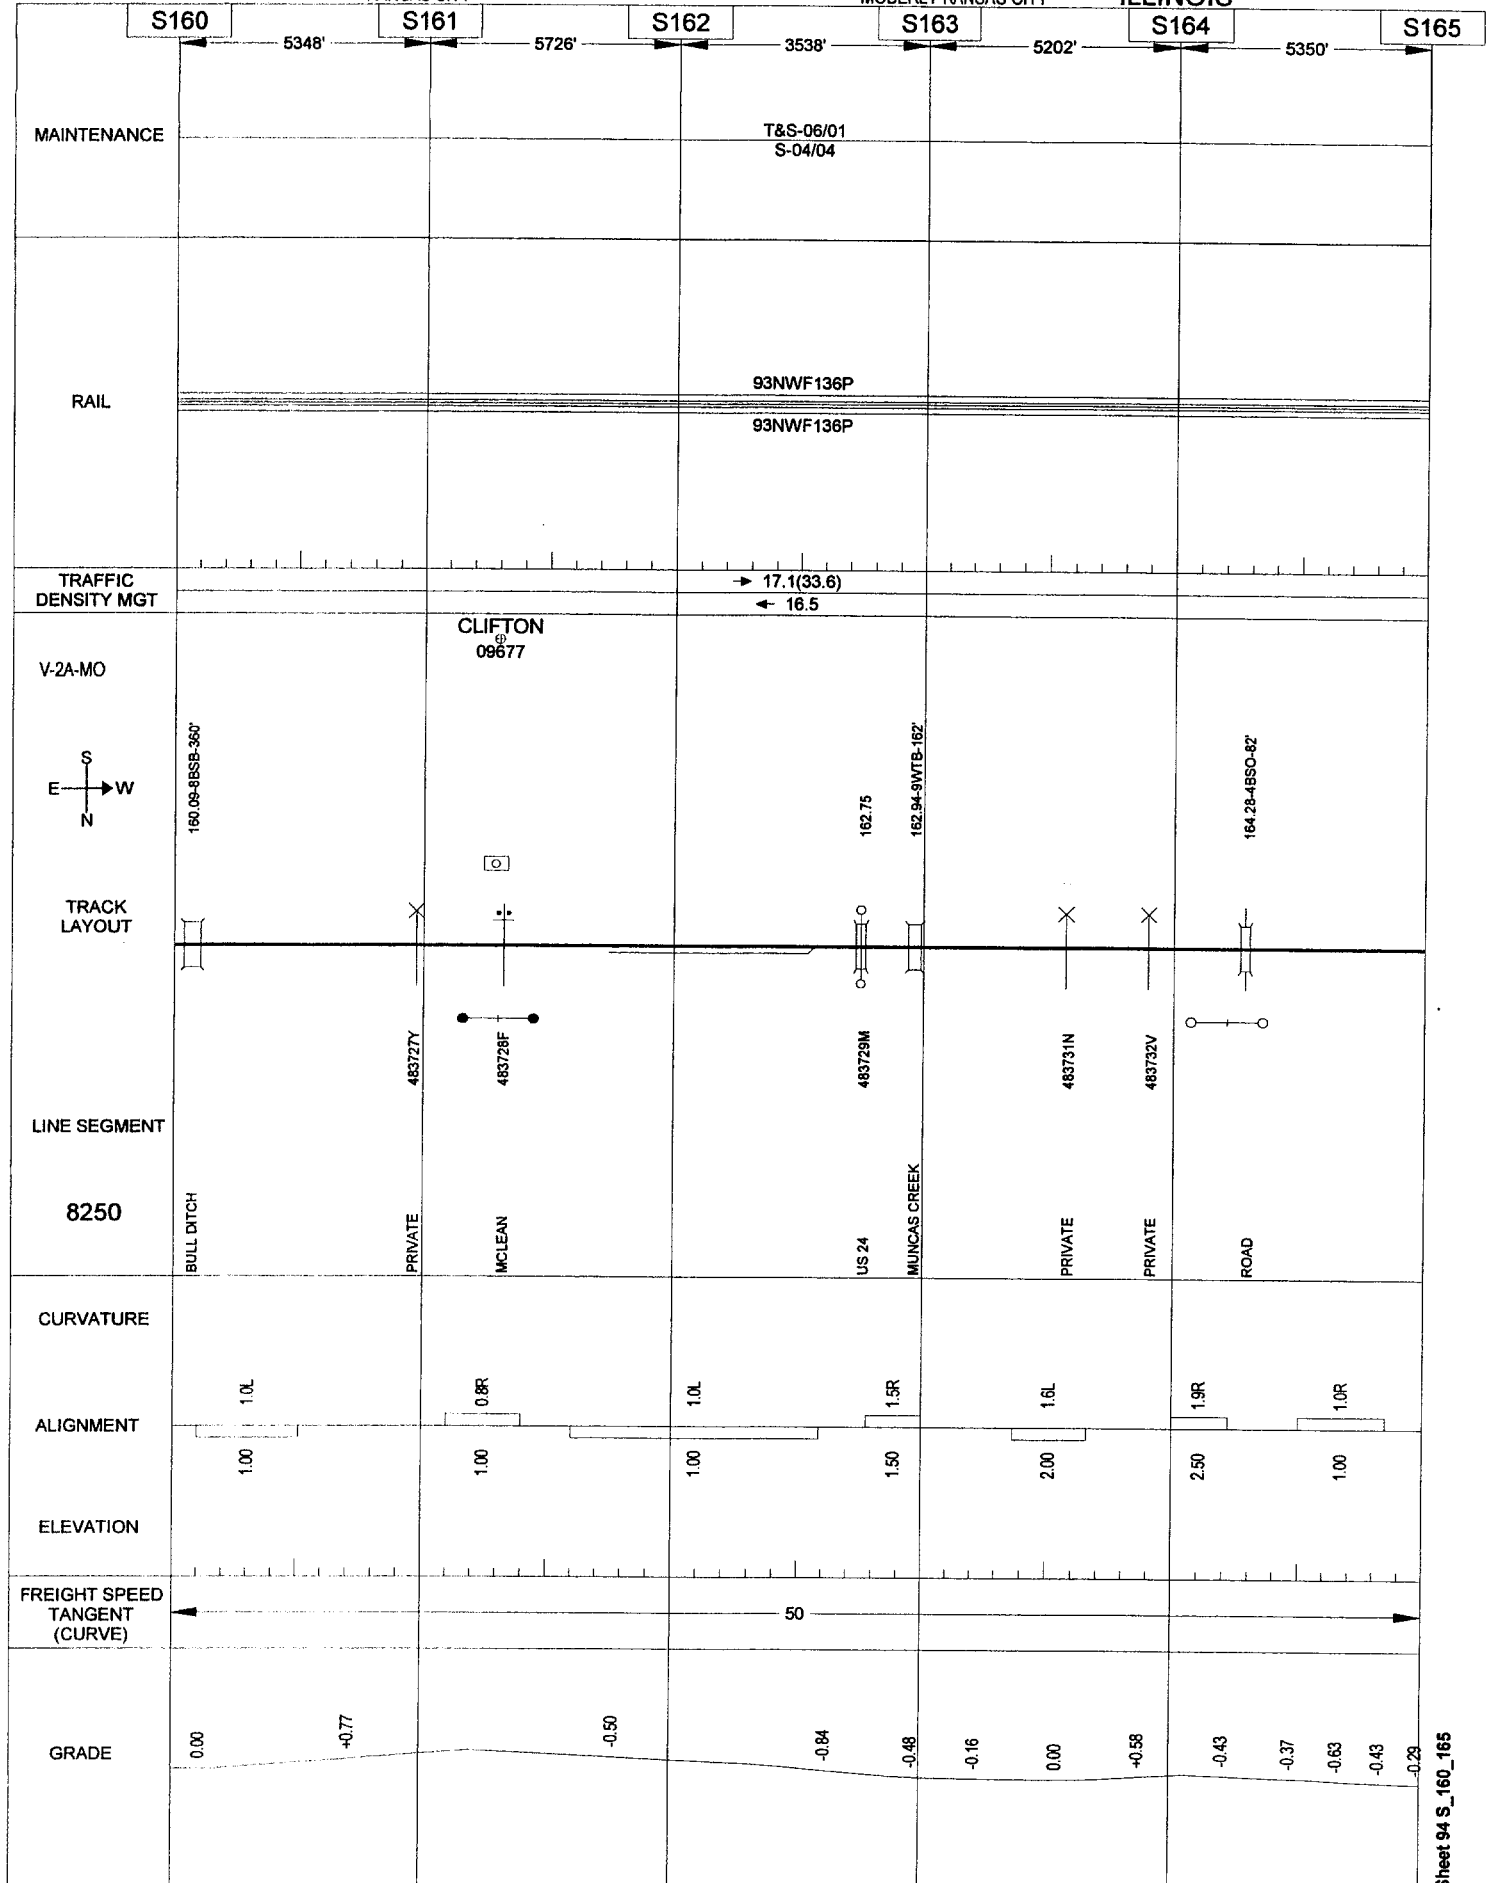 ILLINOIS
S160
S161
S162
S163
S164
S165
5348'
5726'
3538'
5202'
5350'
MAINTENANCE
T&S-06/01
S-04/04
RAIL
93NWF136P
93NWF136P
TRAFFIC
DENSITY MGT
17.1(33.6)
16.5
CLIFTON
09677
V-2A-MO
S
E W
N
160.09-8BSB-360'
162.75
162.94-9WTB-162'
164.28-4BSO-82'
TRACK
LAYOUT
483727Y
483728F
483729M
483731N
483732V
LINE SEGMENT
8250
BULL DITCH
PRIVATE
MCLEAN
US 24
MUNCAS CREEK
PRIVATE
PRIVATE
ROAD
CURVATURE
1.0L
0.8R
1.0L
1.5R
1.6L
1.9R
1.0R
ALIGNMENT
1.00
1.00
1.00
1.50
2.00
2.50
1.00
ELEVATION
FREIGHT SPEED
TANGENT
(CURVE)
50
GRADE
0.00
+0.77
-0.50
-0.84
-0.48
-0.16
0.00
+0.58
-0.43
-0.37
-0.63
-0.43
-0.29
Sheet 94 S_160_165